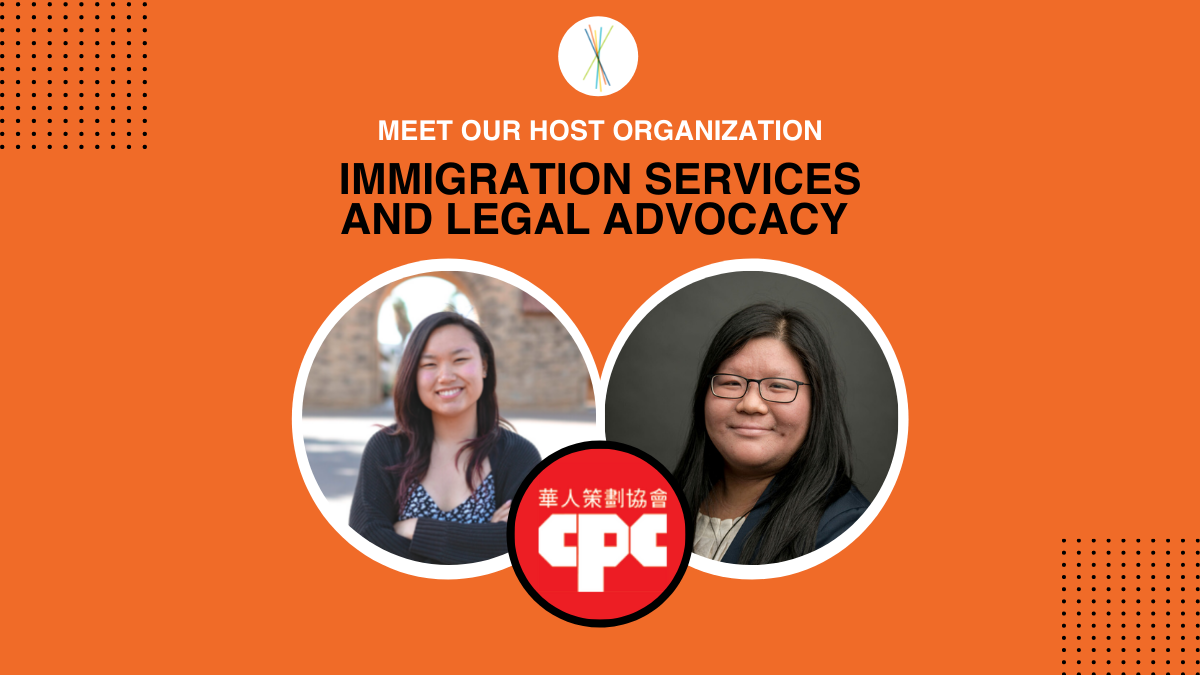 MEET OUR HOST ORGANIZATION
IMMIGRATION SERVICES
AND LEGAL ADVOCACY
華人策劃協會
CPC